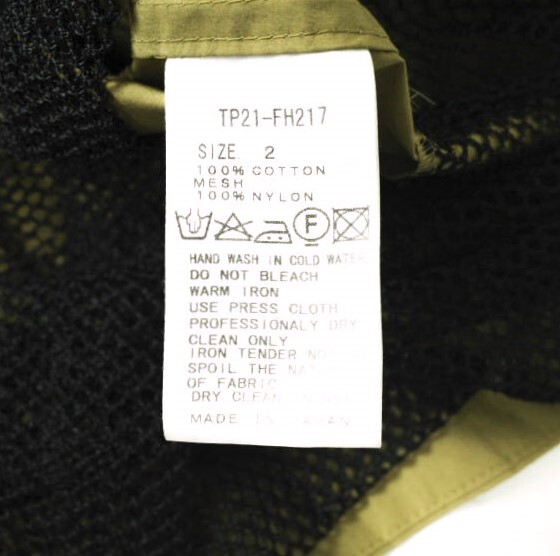 TP21-FH217
SIZE 2
100% COTTON
MESH
100% NYLON
F
HAND WASH IN COLD WATER
DO NOT BLEACH
WARM IRON
USE PRESS CLOTH
PROFESSIONALY DRY
CLEAN ONLY
IRON TENDER
SPOIL THE
OF FABRIC
DRY CLEAN
MADE IN